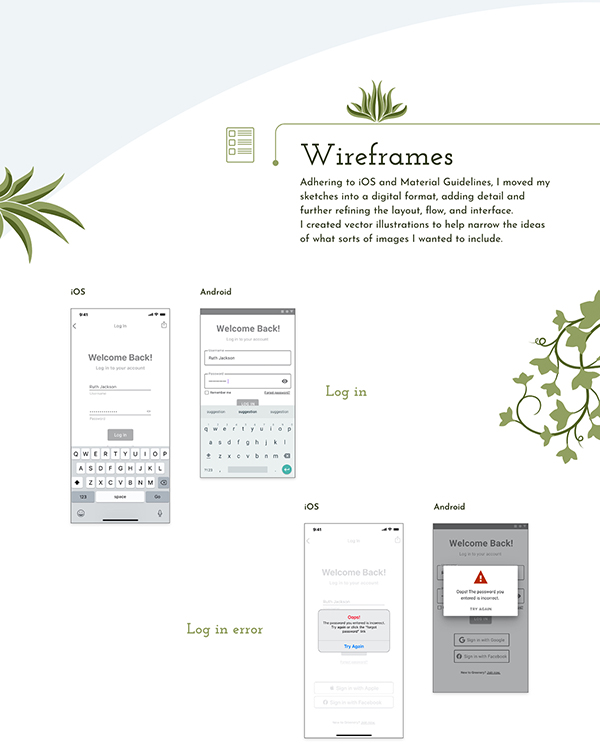 Wireframes
Adhering to iOS and Material Guidelines, I moved my
sketches into a digital format, adding detail and
further refining the layout, flow, and interface.
I created vector illustrations to help narrow the ideas
of what sorts of images I wanted to include.
iOS
Android
9:41
Log In
Welcome Back!
Log in to your account
Ruth Jackson
Username
Password
Log in
Q W E R T Y U I O P
A S D F G H J K L
Z X C V B N M
123 space Go
Welcome Back!
Log in to your account
Username
Ruth Jackson
Password
Remember me
Forgot password?
LOG IN
suggestion suggestion suggestion
q w e r t y u i o p
a s d f g h j k l
z x c v b n m
?123 , .
Log in
iOS
Android
Log in error
9:41
Log In
Welcome Back!
Log in to your account
Ruth Jackson
Oops!
The password you entered is incorrect.
Try again or click the "forgot
password" link
Try Again
Sign in with Apple
Sign in with Facebook
Welcome Back!
Log in to your account
Oops! The password you
entered is incorrect.
TRY AGAIN
LOG IN
Sign in with Google
Sign in with Facebook